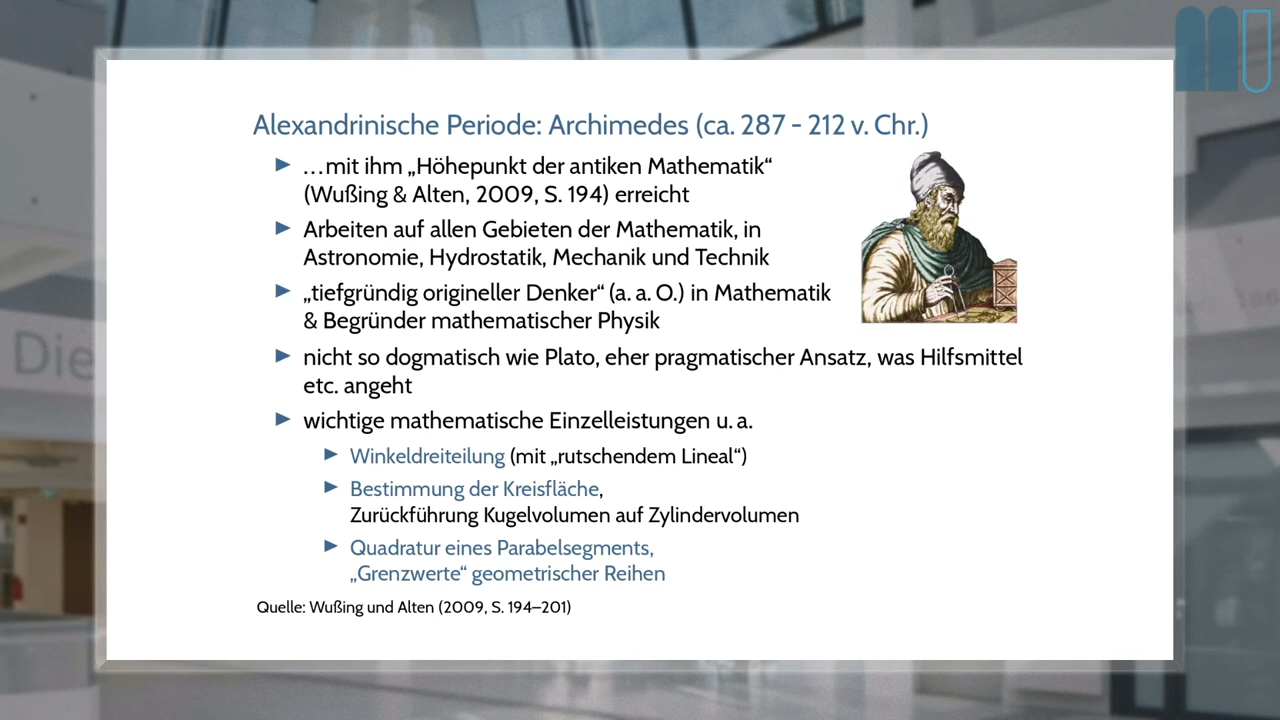 Alexandrinische Periode: Archimedes (ca. 287 - 212 v. Chr.)
…mit ihm „Höhepunkt der antiken Mathematik“
(Wußing & Alten, 2009, S. 194) erreicht
Arbeiten auf allen Gebieten der Mathematik, in
Astronomie, Hydrostatik, Mechanik und Technik
„tiefgründig origineller Denker“ (a. a. O.) in Mathematik
& Begründer mathematischer Physik
nicht so dogmatisch wie Plato, eher pragmatischer Ansatz, was Hilfsmittel
etc. angeht
wichtige mathematische Einzelleistungen u. a.
Winkeldreiteilung (mit „rutschendem Lineal“)
Bestimmung der Kreisfläche,
Zurückführung Kugelvolumen auf Zylindervolumen
Quadratur eines Parabelsegments,
„Grenzwerte“ geometrischer Reihen
Quelle: Wußing und Alten (2009, S. 194–201)
Die